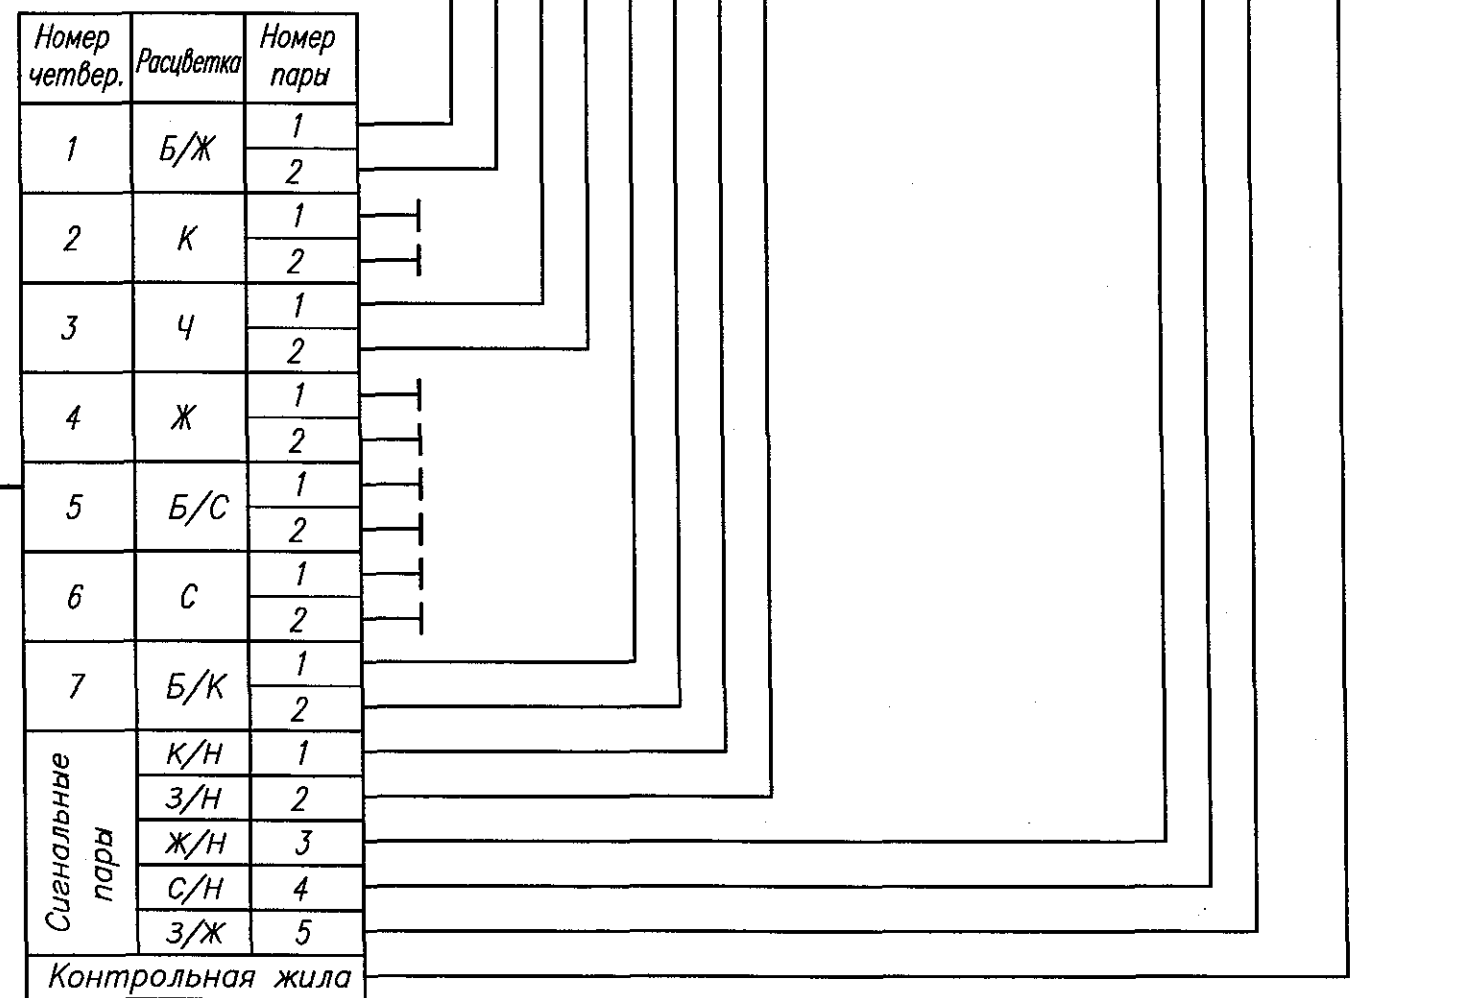 Номер четвер. Расцветка Номер пары
1 Б/Ж 1
2
2 К 1
2
3 Ч 1
2
4 Ж 1
2
5 Б/С 1
2
6 С 1
2
7 Б/К 1
2
Сигнальные пары
К/Н 1
З/Н 2
Ж/Н 3
С/Н 4
З/Ж 5
Контрольная жила